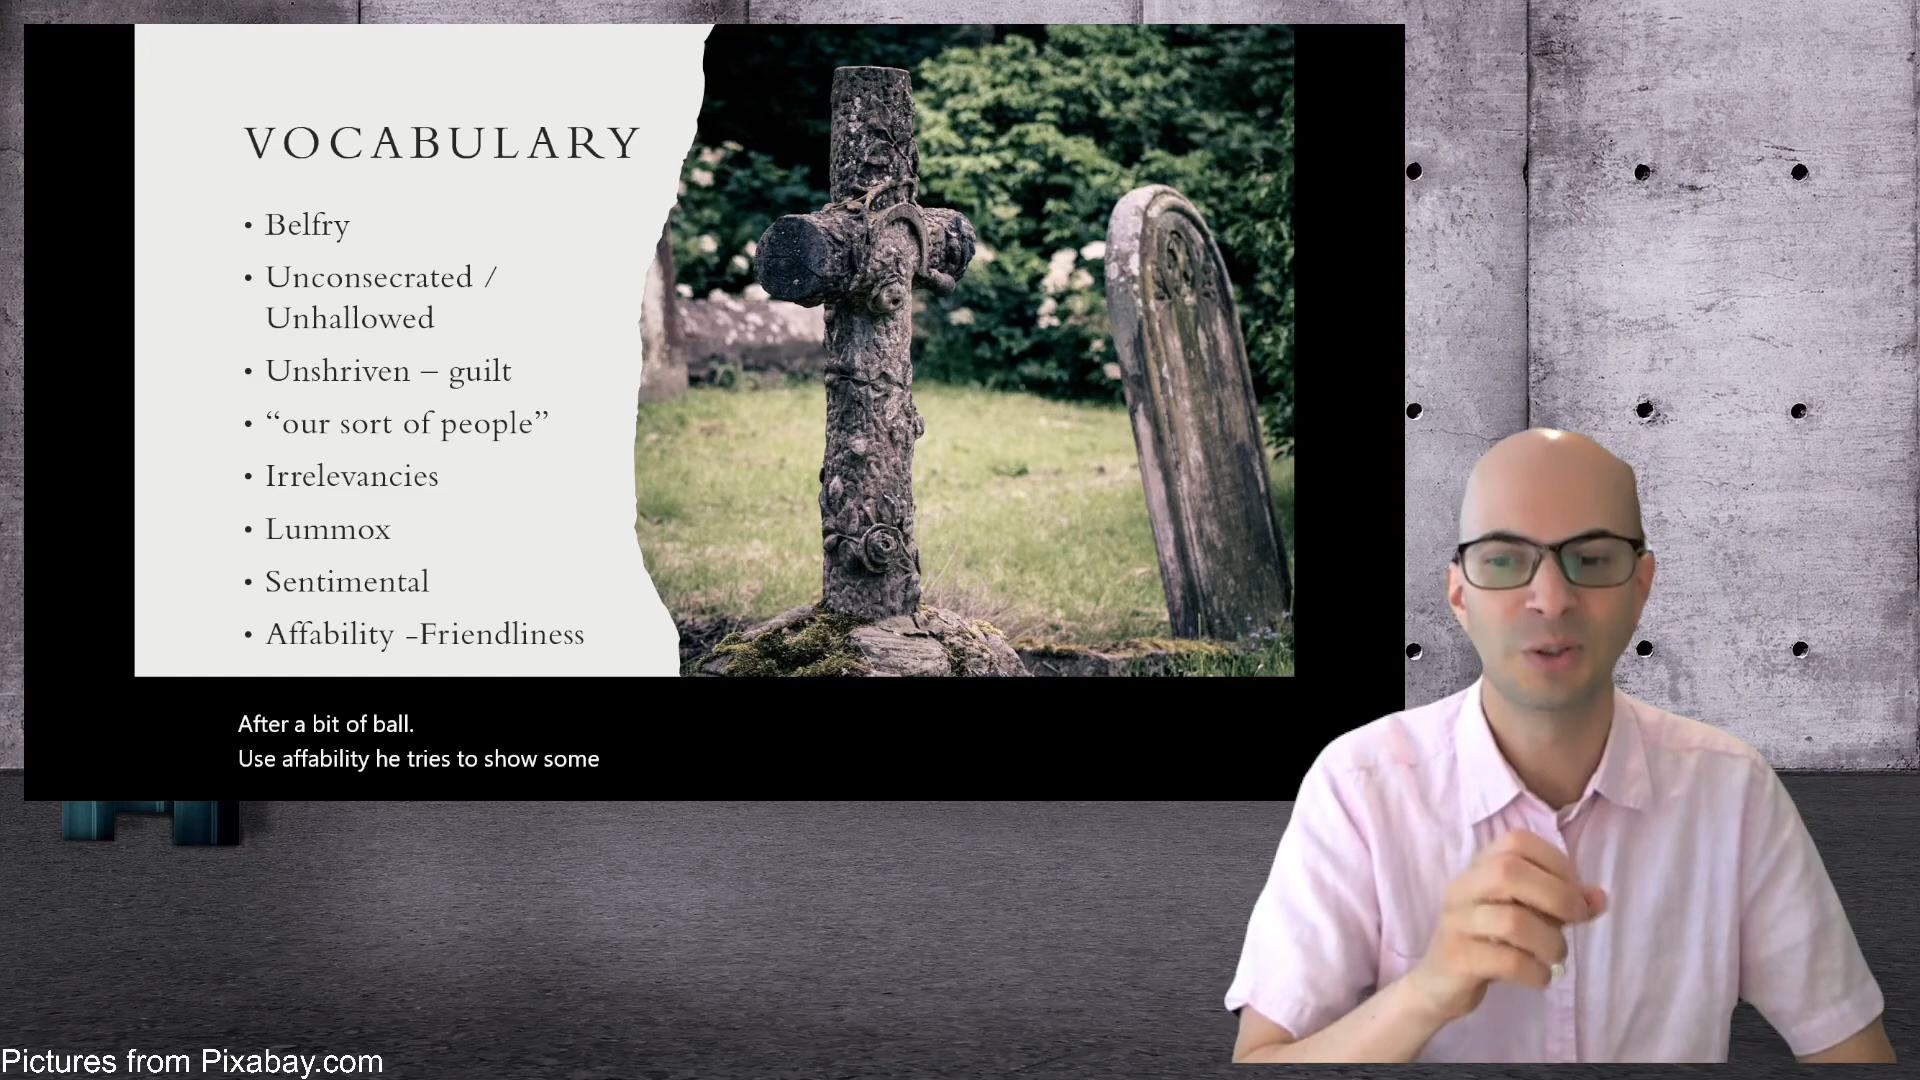 VOCABULARY
• Belfry
• Unconsecrated /
Unhallowed
• Unshriven – guilt
• “our sort of people”
• Irrelevancies
• Lummox
• Sentimental
• Affability -Friendliness
After a bit of ball.
Use affability he tries to show some
Pictures from Pixabay.com